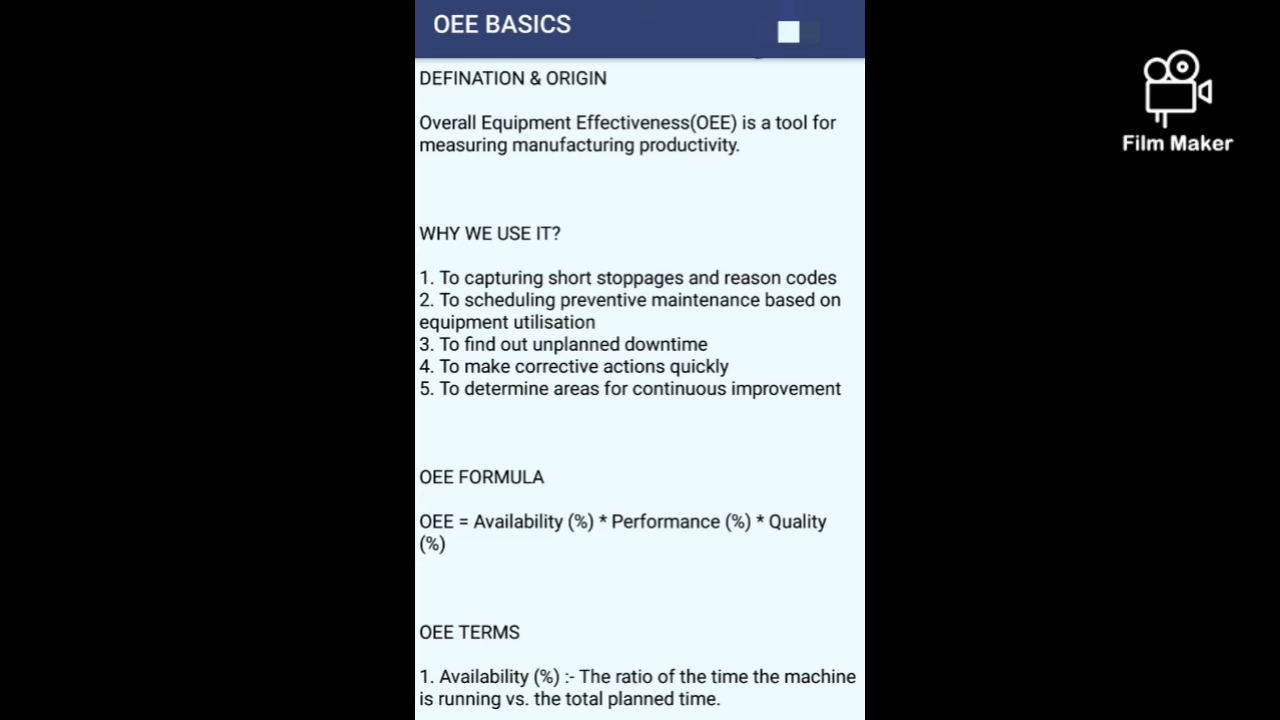 OEE BASICS
DEFINATION & ORIGIN
Overall Equipment Effectiveness(OEE) is a tool for
measuring manufacturing productivity.
WHY WE USE IT?
1. To capturing short stoppages and reason codes
2. To scheduling preventive maintenance based on
equipment utilisation
3. To find out unplanned downtime
4. To make corrective actions quickly
5. To determine areas for continuous improvement
OEE FORMULA
OEE = Availability (%) * Performance (%) * Quality
(%)
OEE TERMS
1. Availability (%) :- The ratio of the time the machine
is running vs. the total planned time.
Film Maker